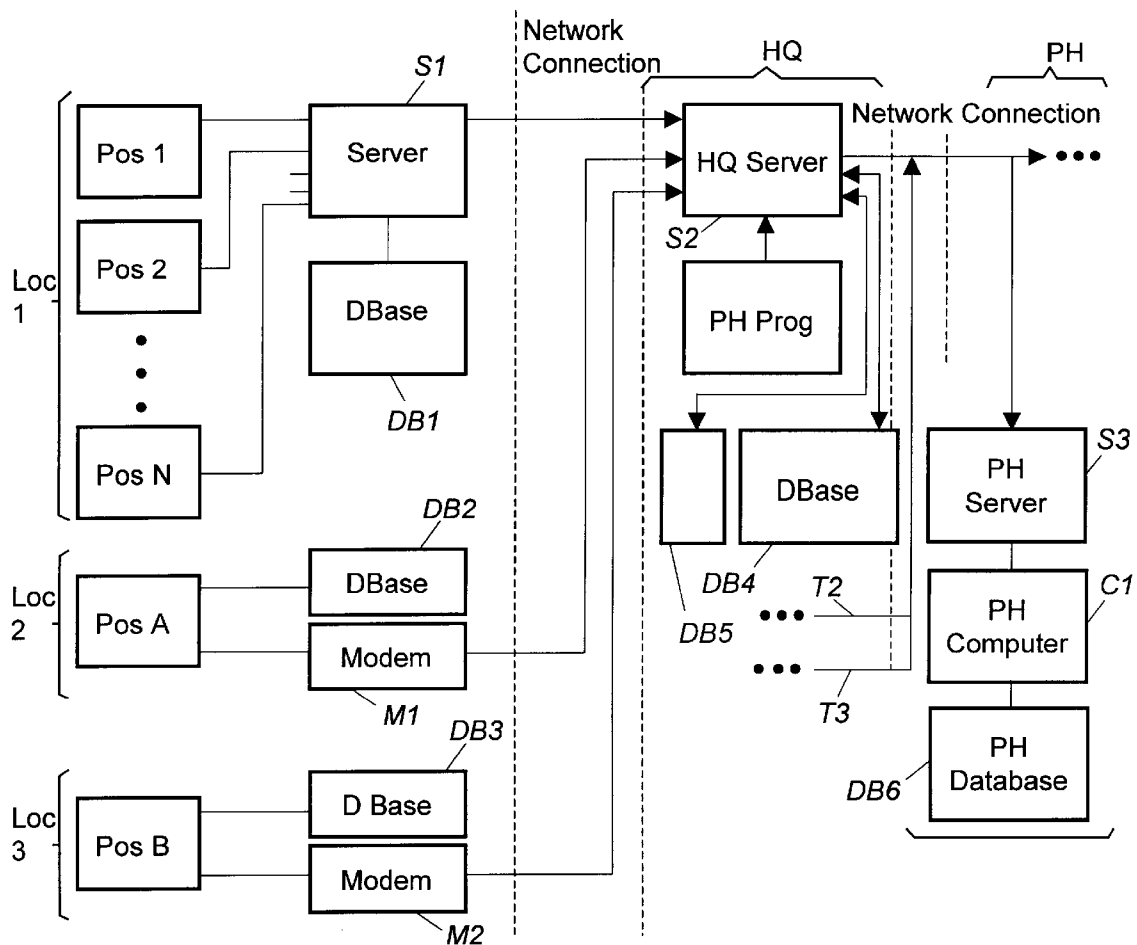 Network
Connection
HQ
PH
S1
Network Connection
Pos 1
Server
HQ Server
S2
Pos 2
Loc
1
DBase
PH Prog
DB1
Pos N
DBase
PH
Server
S3
DB2
DB4
DB5
Loc
2
Pos A
DBase
Modem
M1
T2
T3
PH
Computer
C1
DB3
Loc
3
Pos B
D Base
Modem
M2
DB6
PH
Database